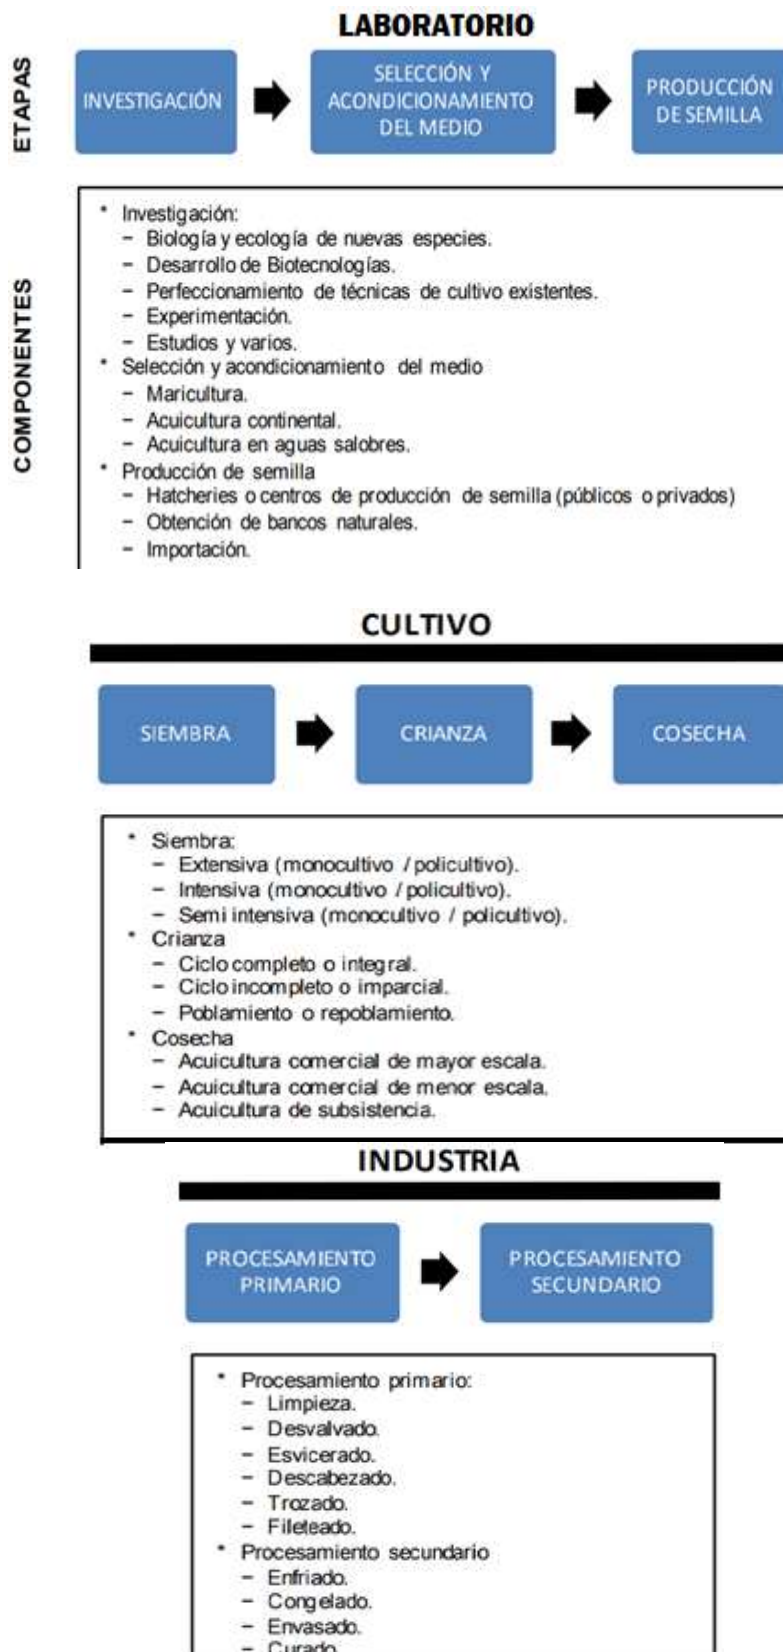 LABORATORIO
ETAPAS
INVESTIGACIÓN
SELECCIÓN Y
ACONDICIONAMIENTO
DEL MEDIO
PRODUCCIÓN
DE SEMILLA
COMPONENTES
* Investigación:
− Biología y ecología de nuevas especies.
− Desarrollo de Biotecnologías.
− Perfeccionamiento de técnicas de cultivo existentes.
− Experimentación.
− Estudios y varios.
* Selección y acondicionamiento del medio
− Maricultura.
− Acuicultura continental.
− Acuicultura en aguas salobres.
* Producción de semilla
− Hatcheries o centros de producción de semilla (públicos o privados)
− Obtención de bancos naturales.
− Importación.
CULTIVO
SIEMBRA
CRIANZA
COSECHA
* Siembra:
− Extensiva (monocultivo / policultivo).
− Intensiva (monocultivo / policultivo).
− Semi intensiva (monocultivo / policultivo).
* Crianza
− Ciclo completo o integral.
− Ciclo incompleto o imparcial.
− Poblamiento o repoblamiento.
* Cosecha
− Acuicultura comercial de mayor escala.
− Acuicultura comercial de menor escala.
− Acuicultura de subsistencia.
INDUSTRIA
PROCESAMIENTO
PRIMARIO
PROCESAMIENTO
SECUNDARIO
* Procesamiento primario:
− Limpieza.
− Desvalvado.
− Esvicerado.
− Descabezado.
− Trozado.
− Fileteado.
* Procesamiento secundario
− Enfriado.
− Congelado.
− Envasado.
− Curado